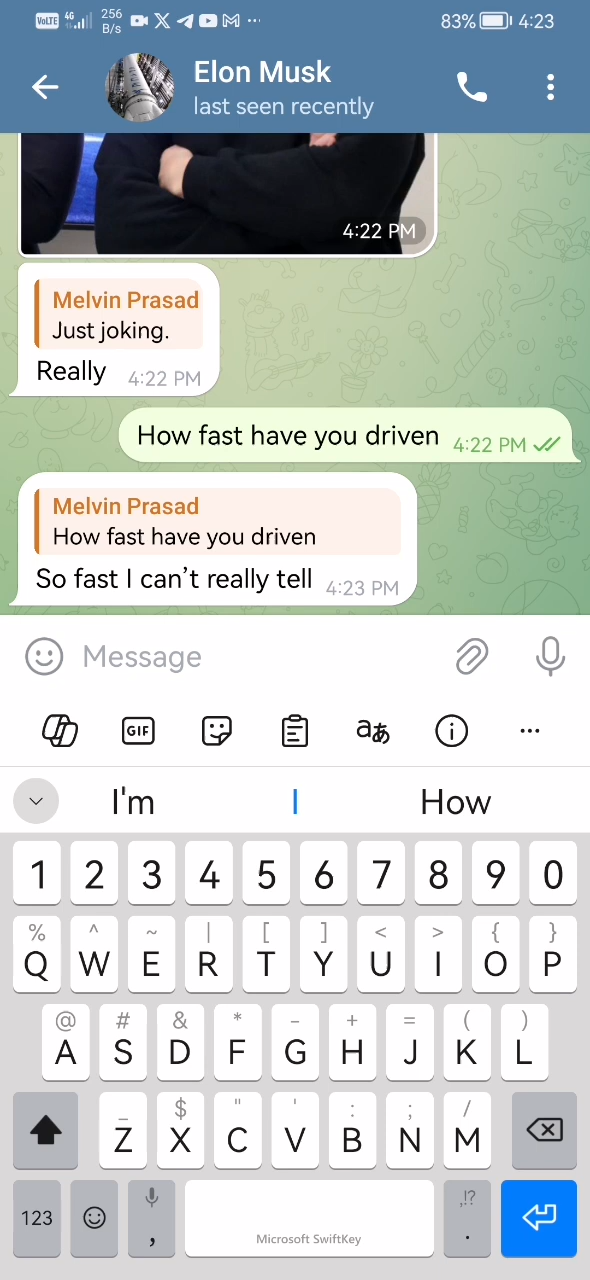 VoLTE 4G 256 B/s 83% 4:23
Elon Musk
last seen recently
4:22 PM
Melvin Prasad
Just joking.
Really 4:22 PM
How fast have you driven 4:22 PM
Melvin Prasad
How fast have you driven
So fast I can't really tell 4:23 PM
Message
GIF aあ
I'm I How
1 2 3 4 5 6 7 8 9 0
% ^ ~ | [ ] < > { }
Q W E R T Y U I O P
@ # & * - + = ( )
A S D F G H J K L
_ $ " ' : ; /
Z X C V B N M
123 , Microsoft SwiftKey ,!? .